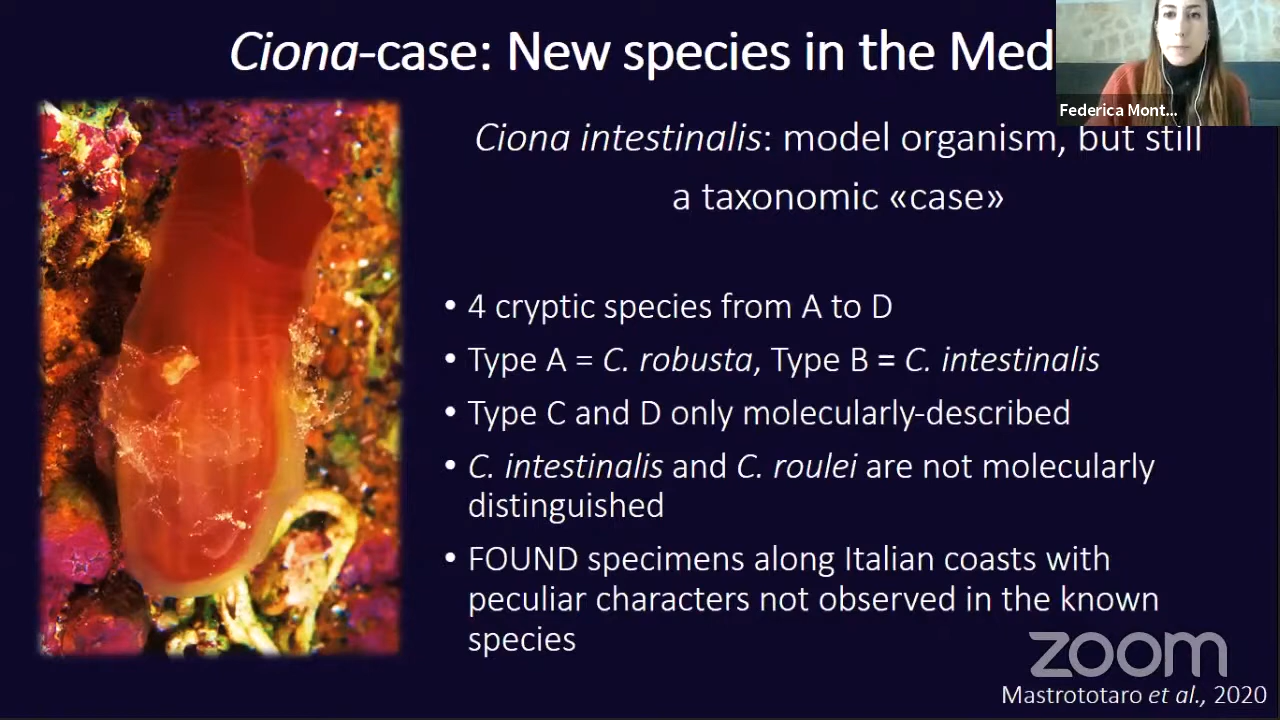 Ciona-case: New species in the Med
Federica Mont...
Ciona intestinalis: model organism, but still
a taxonomic «case»
• 4 cryptic species from A to D
• Type A = C. robusta, Type B = C. intestinalis
• Type C and D only molecularly-described
• C. intestinalis and C. roulei are not molecularly
distinguished
• FOUND specimens along Italian coasts with
peculiar characters not observed in the known
species
zoom
Mastrototaro et al., 2020